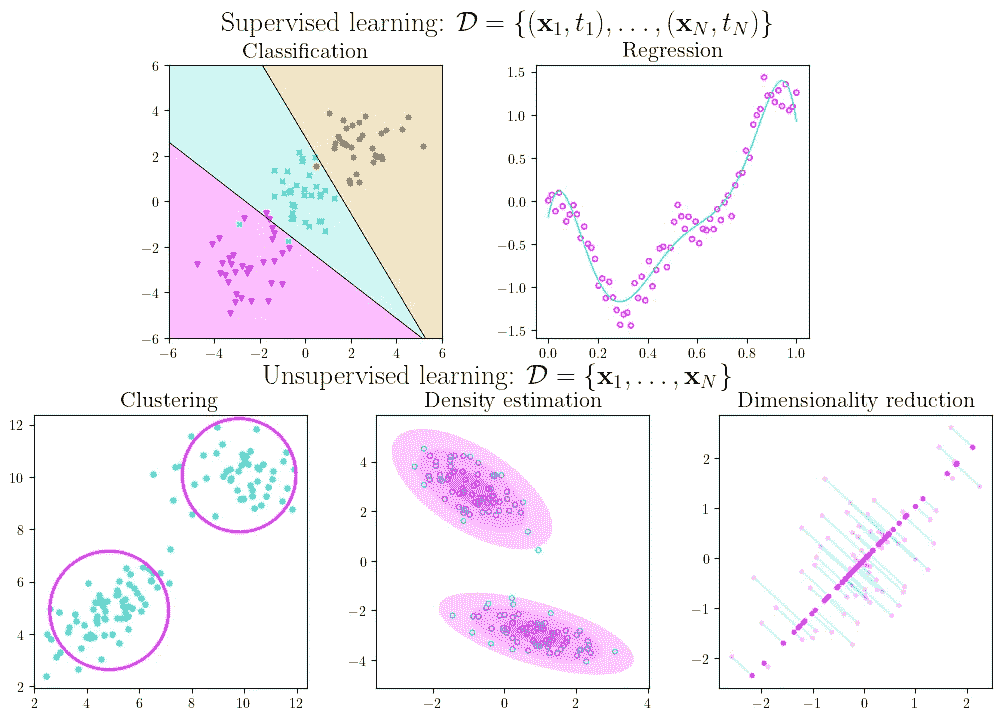 Supervised learning: 𝒟 = {(𝐱₁, t₁), . . . , (𝐱_N, t_N)}
Classification
Regression
6
4
2
0
−2
−4
−6
−6 −4 −2 0 2 4 6
1.5
1.0
0.5
0.0
−0.5
−1.0
−1.5
0.0 0.2 0.4 0.6 0.8 1.0
Unsupervised learning: 𝒟 = {𝐱₁, . . . , 𝐱_N}
Clustering
Density estimation
Dimensionality reduction
12
10
8
6
4
2
2 4 6 8 10 12
4
2
0
−2
−4
−2 0 2 4
2
1
0
−1
−2
−2 −1 0 1 2